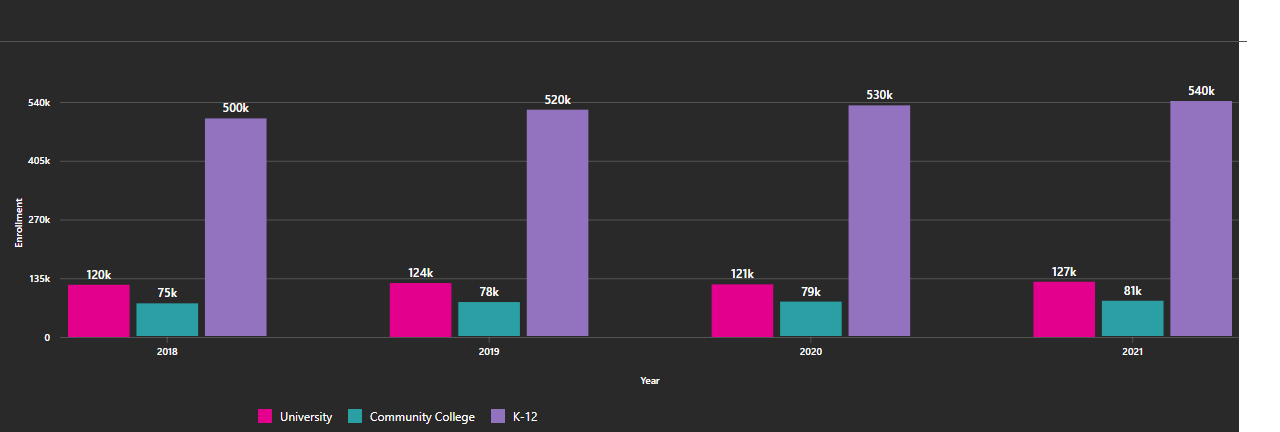 540k
405k
270k
135k
0
Enrollment
120k
75k
500k
124k
78k
520k
121k
79k
530k
127k
81k
540k
2018
2019
2020
2021
Year
University
Community College
K-12